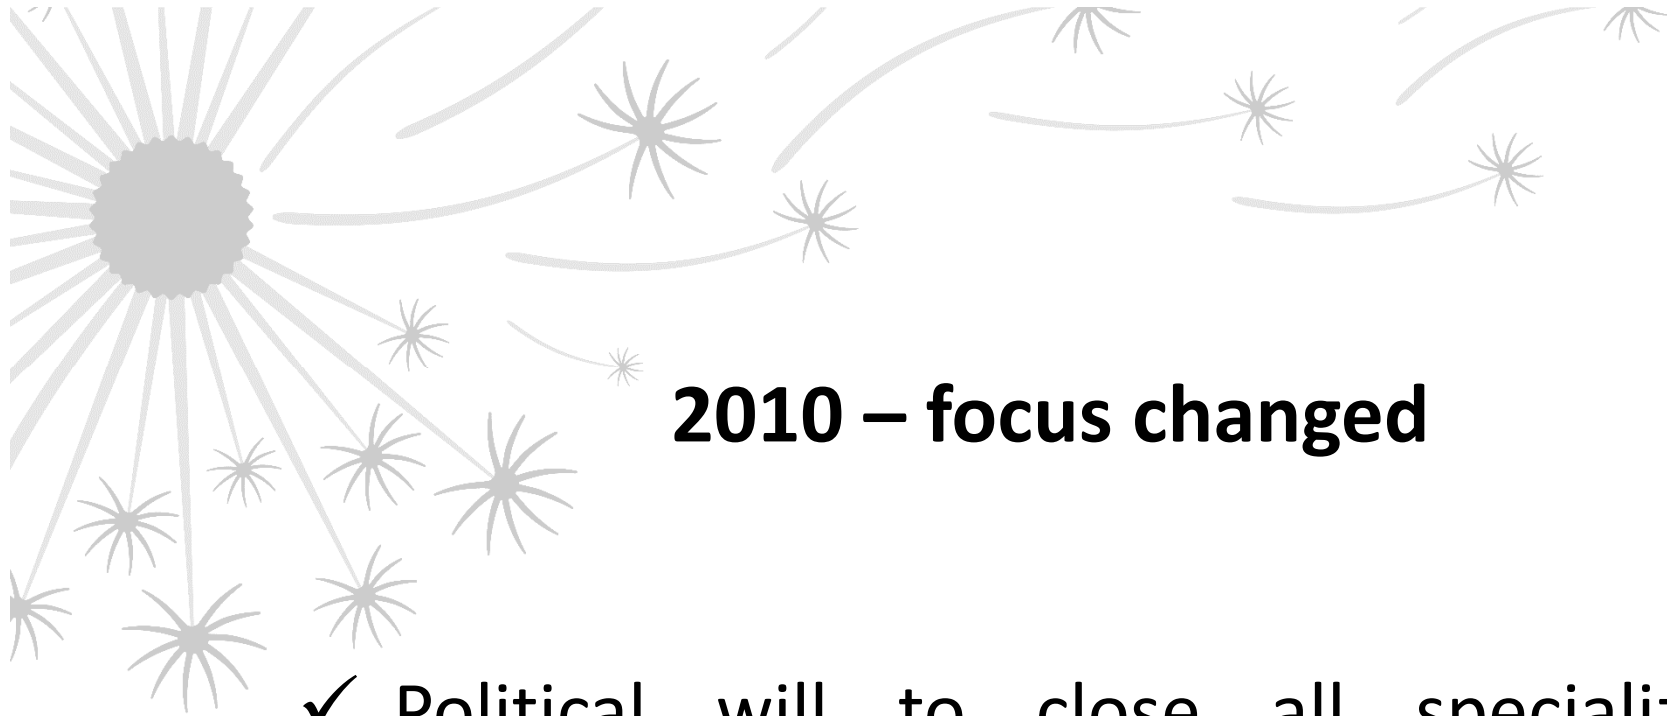 2010 – focus changed
✓ Political will to close all